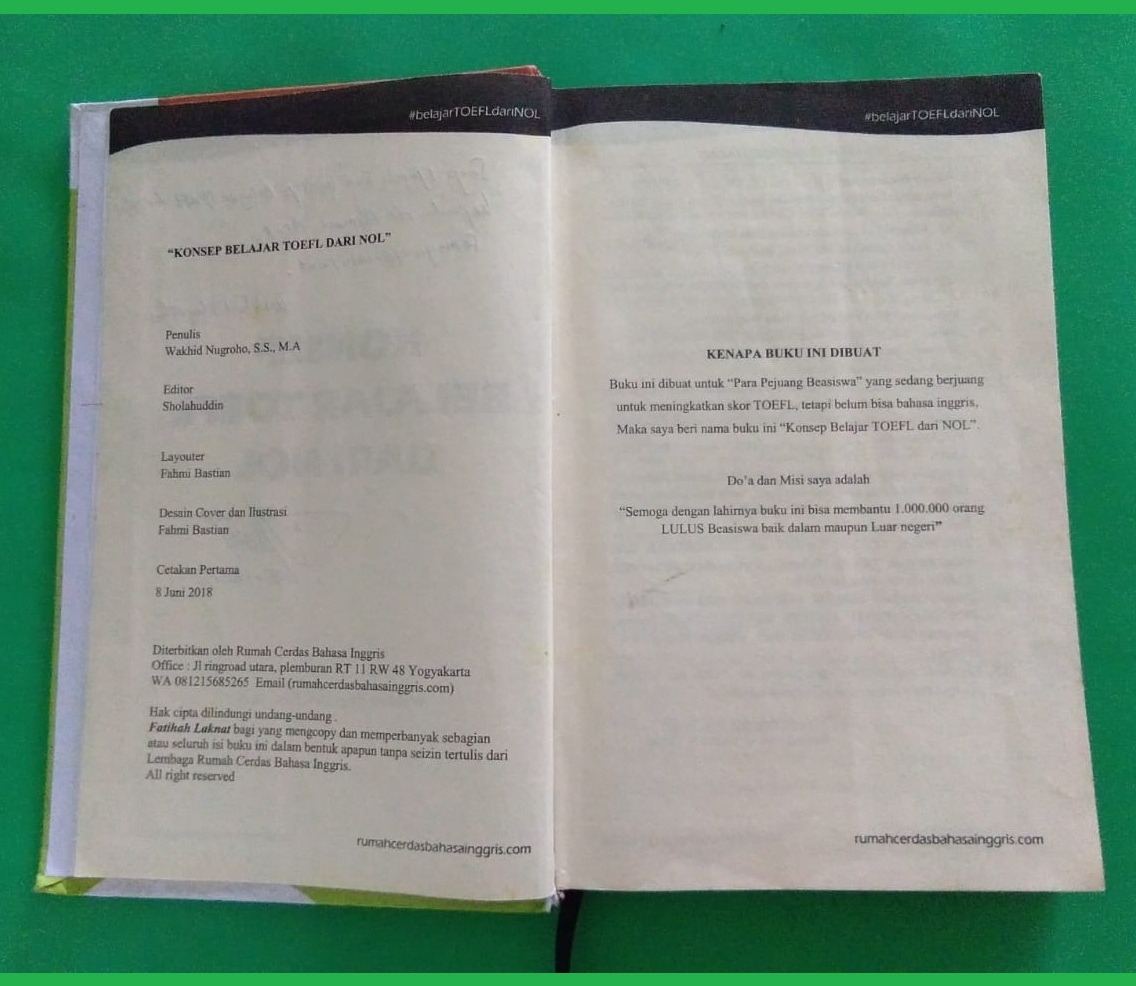 #belajarTOEFLdariNOL
“KONSEP BELAJAR TOEFL DARI NOL”
Penulis
Wakhid Nugroho, S.S., M.A
Editor
Sholahuddin
Layouter
Fahmi Bastian
Desain Cover dan Ilustrasi
Fahmi Bastian
Cetakan Pertama
8 Juni 2018
Diterbitkan oleh Rumah Cerdas Bahasa Inggris
Office : Jl ringroad utara, plemburan RT 11 RW 48 Yogyakarta
WA 081215685265 Email (rumahcerdasbahasainggris.com)
Hak cipta dilindungi undang-undang .
Fatihah Laknat bagi yang mengcopy dan memperbanyak sebagian
atau seluruh isi buku ini dalam bentuk apapun tanpa seizin tertulis dari
Lembaga Rumah Cerdas Bahasa Inggris.
All right reserved
rumahcerdasbahasainggris.com
#belajarTOEFLdariNOL
KENAPA BUKU INI DIBUAT
Buku ini dibuat untuk “Para Pejuang Beasiswa” yang sedang berjuang
untuk meningkatkan skor TOEFL, tetapi belum bisa bahasa inggris.
Maka saya beri nama buku ini “Konsep Belajar TOEFL dari NOL”.
Do’a dan Misi saya adalah
“Semoga dengan lahirnya buku ini bisa membantu 1.000.000 orang
LULUS Beasiswa baik dalam maupun Luar negeri”
rumahcerdasbahasainggris.com